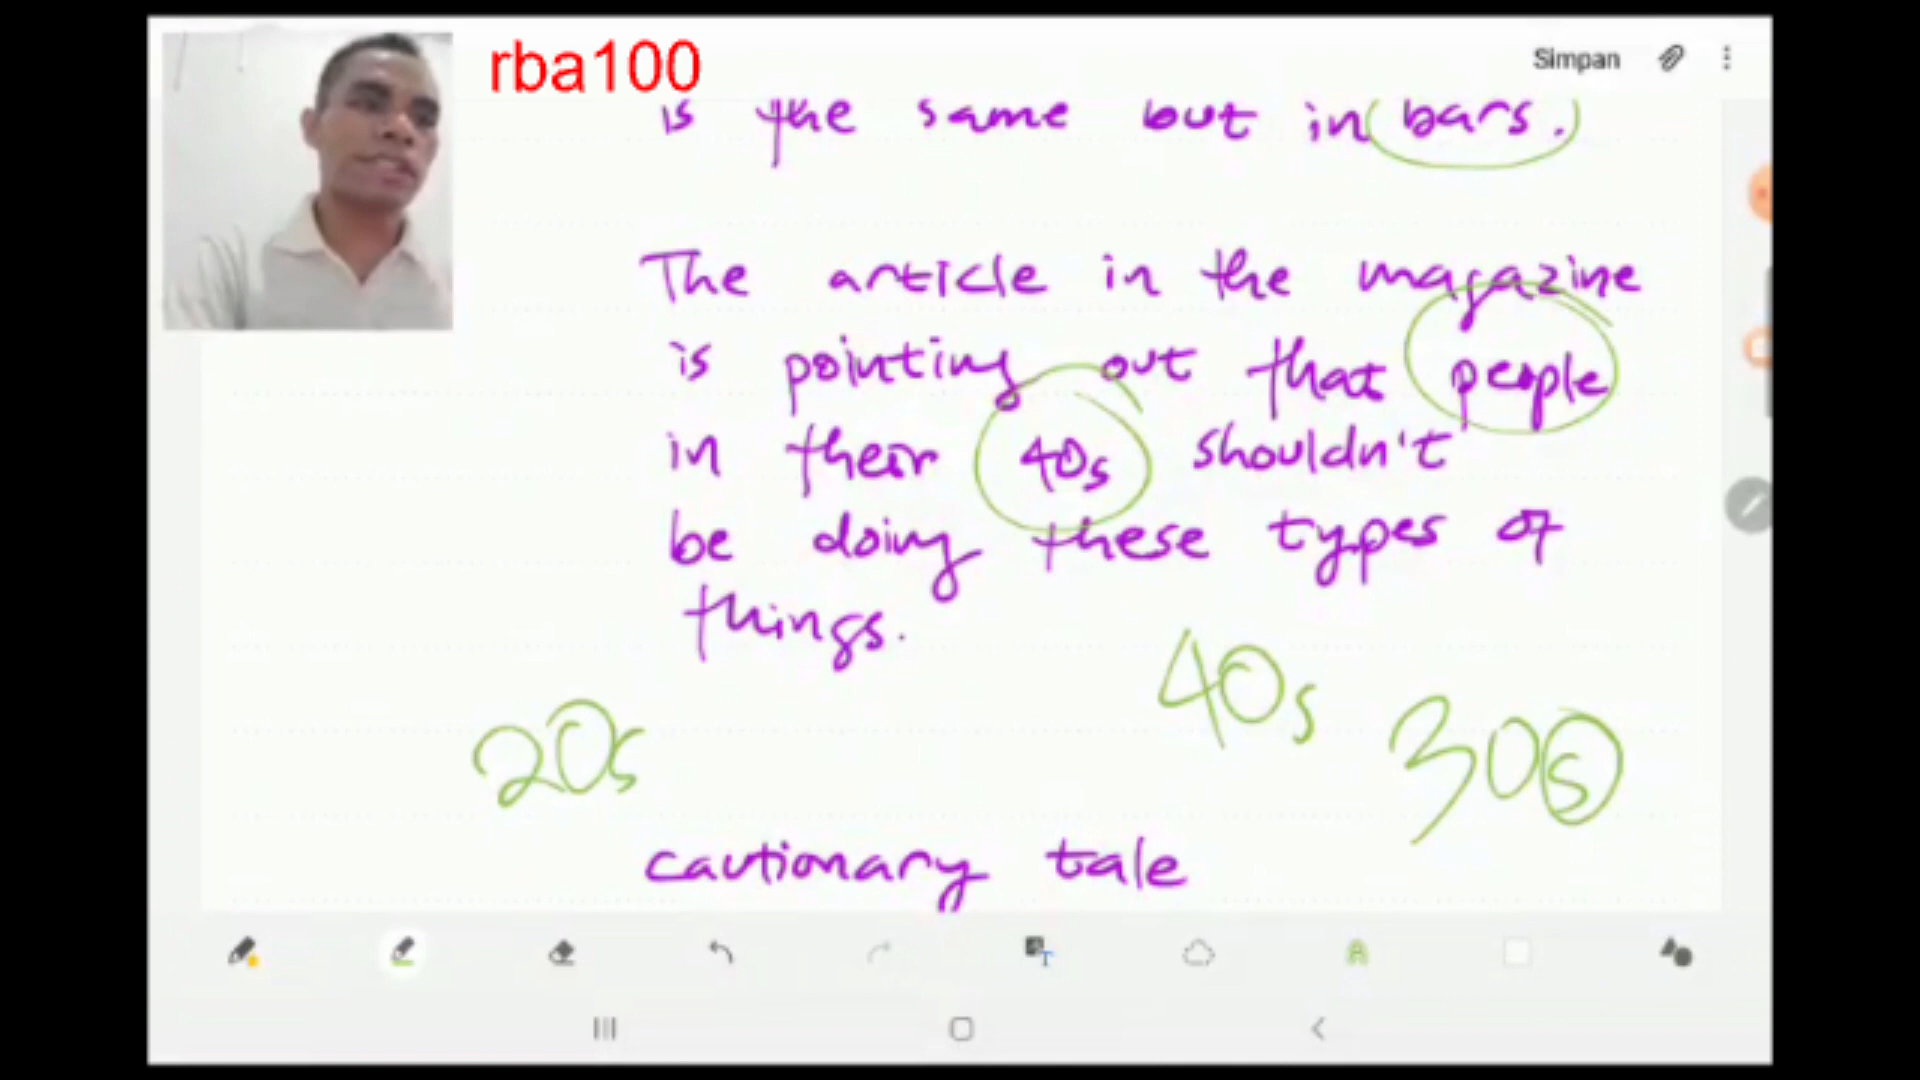 rba100
Simpan
is the same but in bars.
The article in the magazine
is pointing out that people
in their 40s shouldn't
be doing these types of
things.
40s
20s
30s
cautionary tale